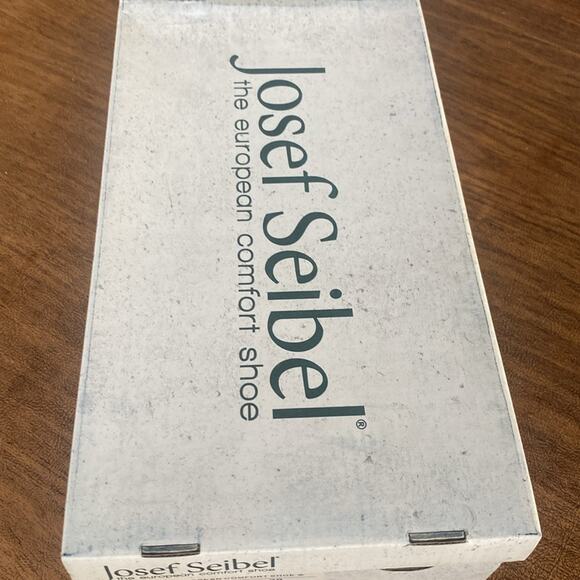 Josef Seibel®
the european comfort shoe
Josef Seibel
the european comfort shoe